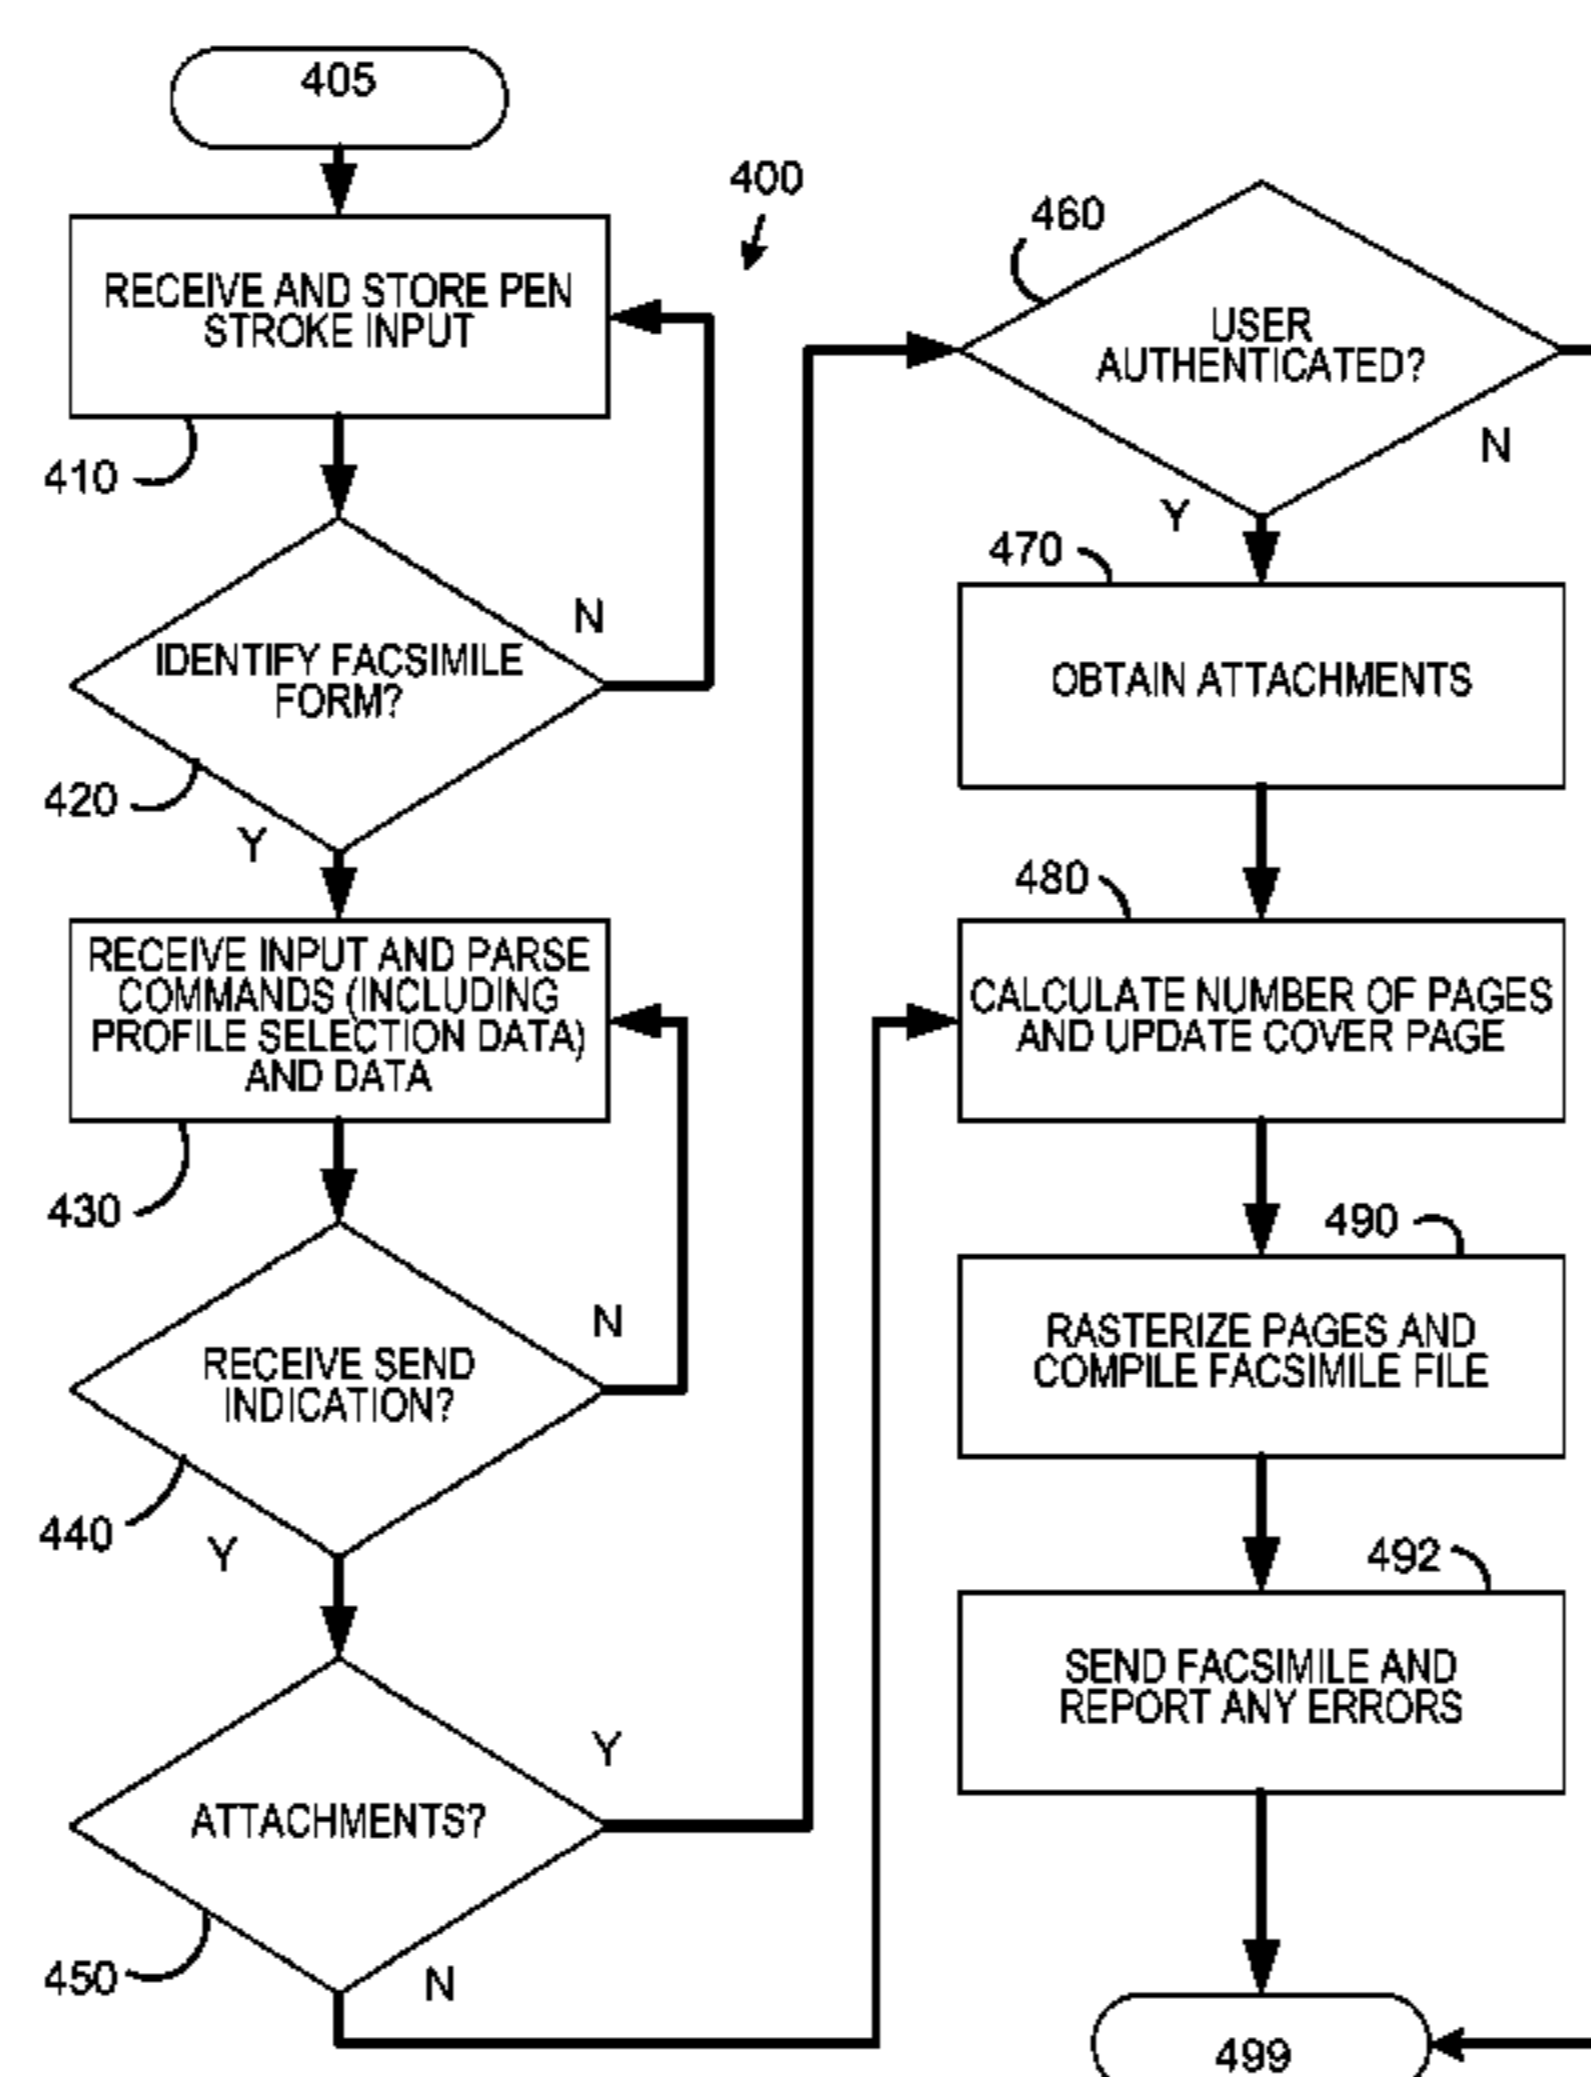 405
400
RECEIVE AND STORE PEN
STROKE INPUT
410
IDENTIFY FACSIMILE
FORM?
N
420
Y
RECEIVE INPUT AND PARSE
COMMANDS (INCLUDING
PROFILE SELECTION DATA)
AND DATA
430
RECEIVE SEND
INDICATION?
N
440
Y
ATTACHMENTS?
Y
450
N
460
USER
AUTHENTICATED?
N
Y
470
OBTAIN ATTACHMENTS
480
CALCULATE NUMBER OF PAGES
AND UPDATE COVER PAGE
490
RASTERIZE PAGES AND
COMPILE FACSIMILE FILE
492
SEND FACSIMILE AND
REPORT ANY ERRORS
499